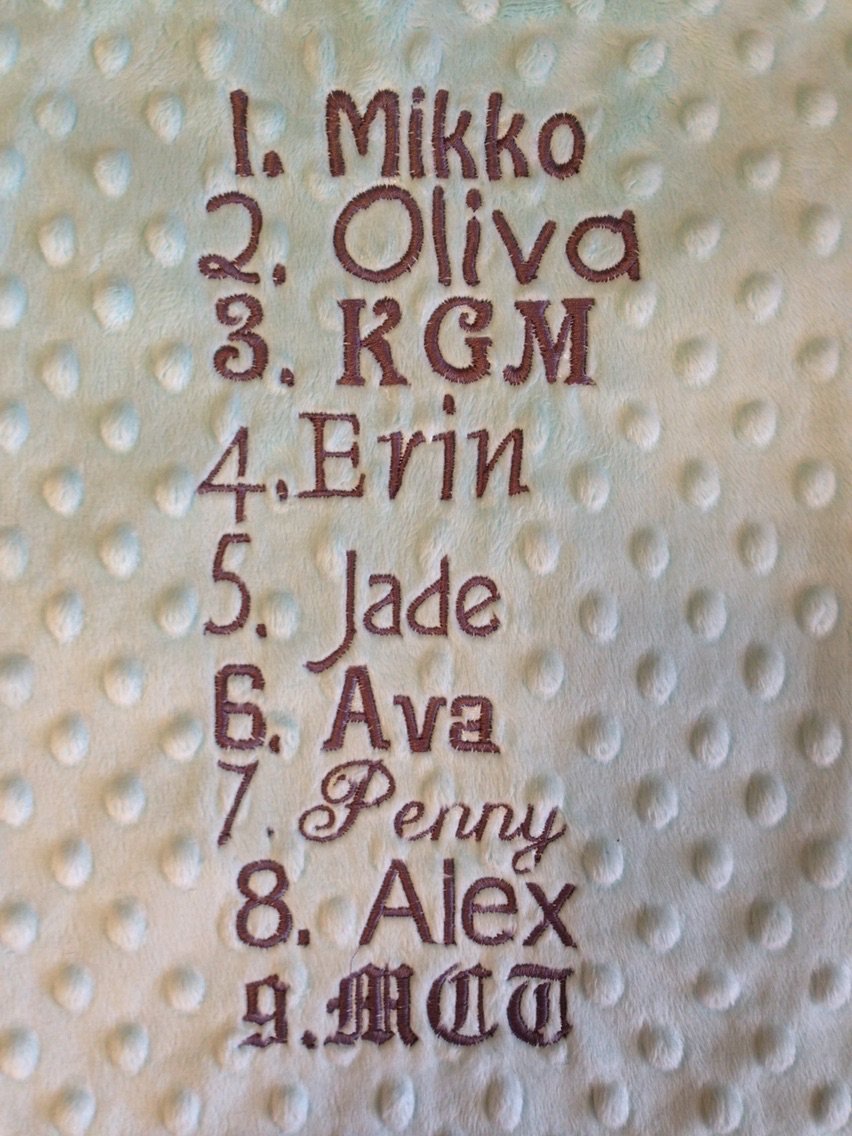 1. Mikko
2. Oliva
3. KGM
4. Erin
5. Jade
6. Ava
7. Penny
8. Alex
9. MCT